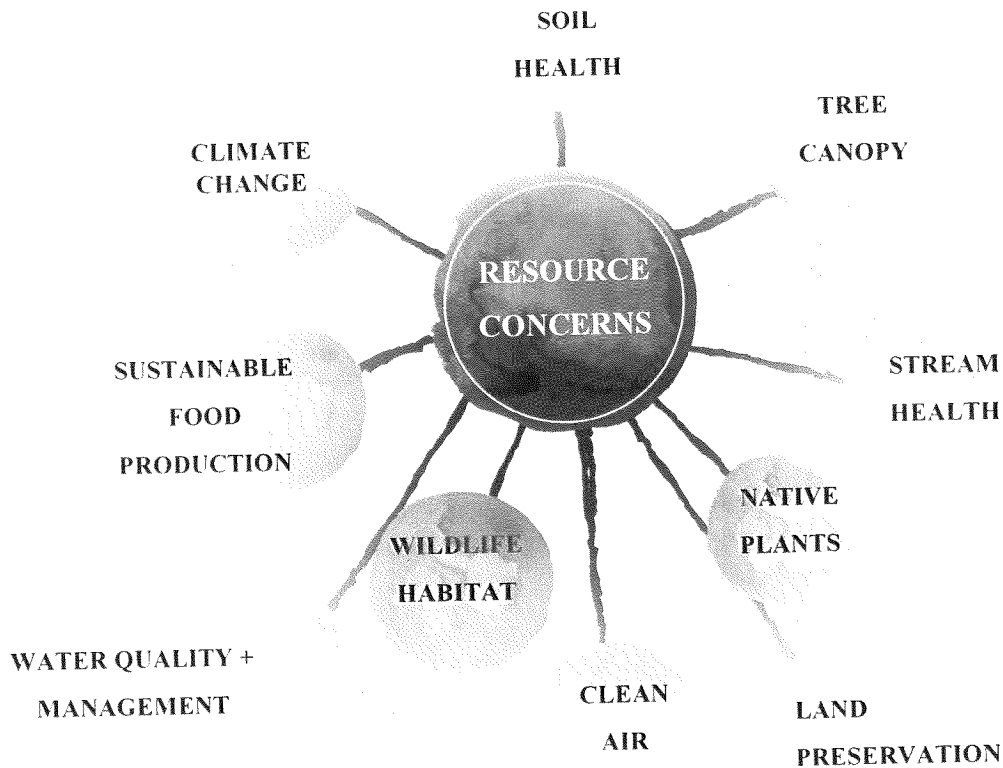 SOIL
HEALTH
TREE
CANOPY
CLIMATE
CHANGE
RESOURCE
CONCERNS
SUSTAINABLE
FOOD
PRODUCTION
STREAM
HEALTH
NATIVE
PLANTS
WILDLIFE
HABITAT
WATER QUALITY +
MANAGEMENT
CLEAN
AIR
LAND
PRESERVATION